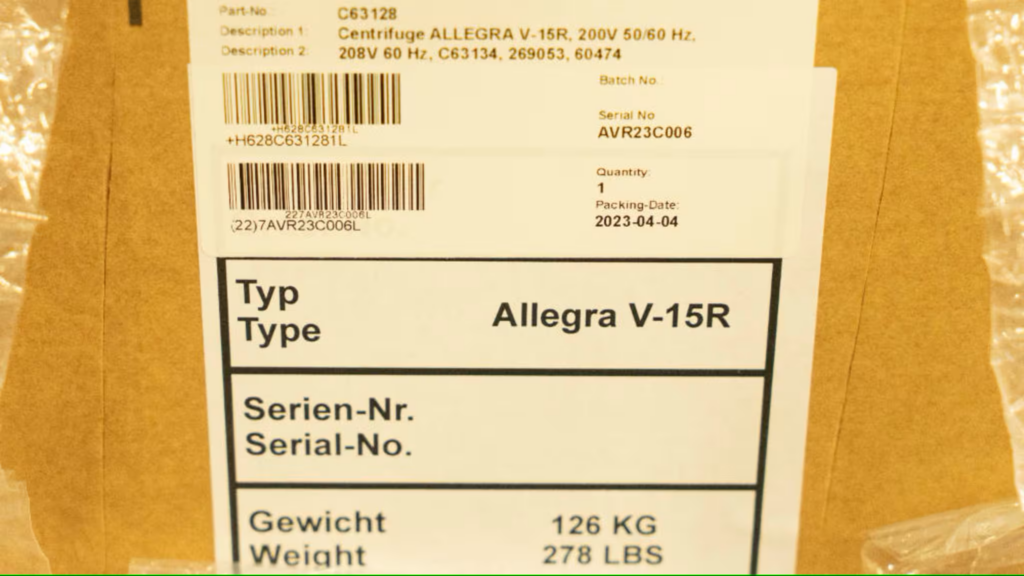 Part-No.: C63128
Description 1: Centrifuge ALLEGRA V-15R, 200V 50/60 Hz,
Description 2: 208V 60 Hz, C63134, 269053, 60474
Batch No.:
+H628C631281L
+H628C631281L
Serial No
AVR23C006
227AVR23C006L
(22)7AVR23C006L
Quantity:
1
Packing-Date:
2023-04-04
Typ
Type
Allegra V-15R
Serien-Nr.
Serial-No.
Gewicht 126 KG
Weight 278 LBS